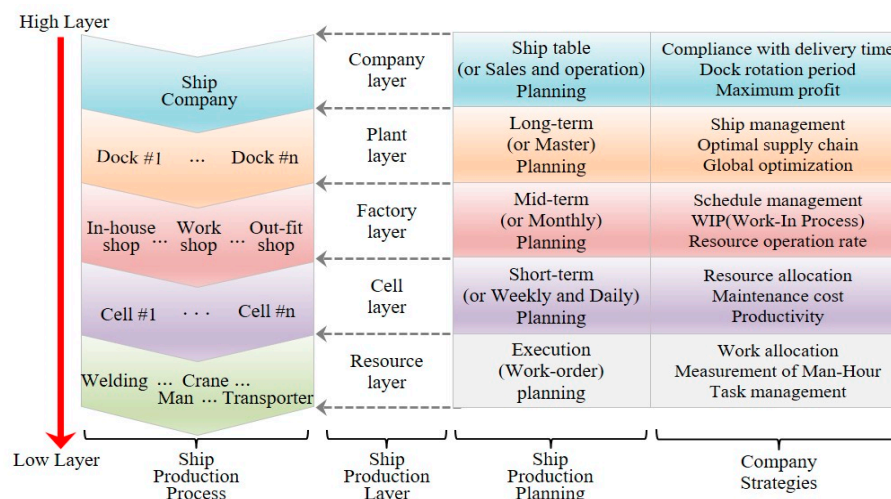 High Layer
Ship
Company
Company
layer
Ship table
(or Sales and operation)
Planning
Compliance with delivery time
Dock rotation period
Maximum profit
Dock #1 ... Dock #n
Plant
layer
Long-term
(or Master)
Planning
Ship management
Optimal supply chain
Global optimization
In-house
shop
...
Work
shop
...
Out-fit
shop
Factory
layer
Mid-term
(or Monthly)
Planning
Schedule management
WIP(Work-In Process)
Resource operation rate
Cell #1 . . . Cell #n
Cell
layer
Short-term
(or Weekly and Daily)
Planning
Resource allocation
Maintenance cost
Productivity
Welding ... Crane ...
Man ... Transporter
Resource
layer
Execution
(Work-order)
planning
Work allocation
Measurement of Man-Hour
Task management
Low Layer
Ship
Production
Process
Ship
Production
Layer
Ship
Production
Planning
Company
Strategies